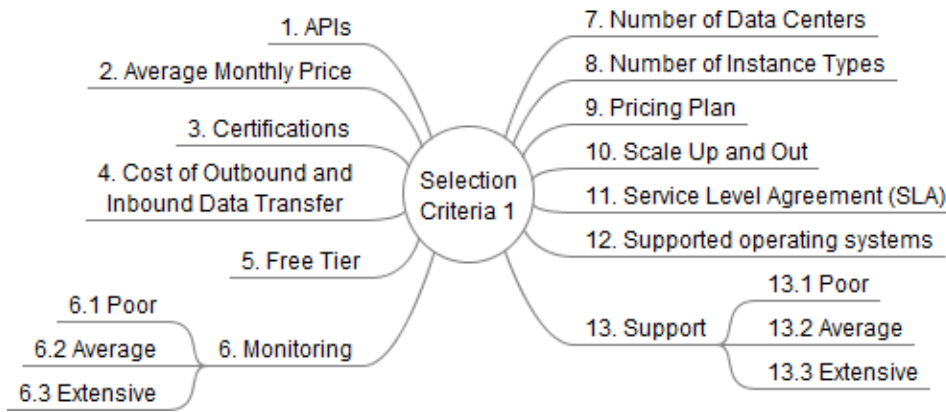 1. APIs
2. Average Monthly Price
3. Certifications
4. Cost of Outbound and
Inbound Data Transfer
5. Free Tier
6. Monitoring
6.1 Poor
6.2 Average
6.3 Extensive
Selection
Criteria 1
7. Number of Data Centers
8. Number of Instance Types
9. Pricing Plan
10. Scale Up and Out
11. Service Level Agreement (SLA)
12. Supported operating systems
13. Support
13.1 Poor
13.2 Average
13.3 Extensive